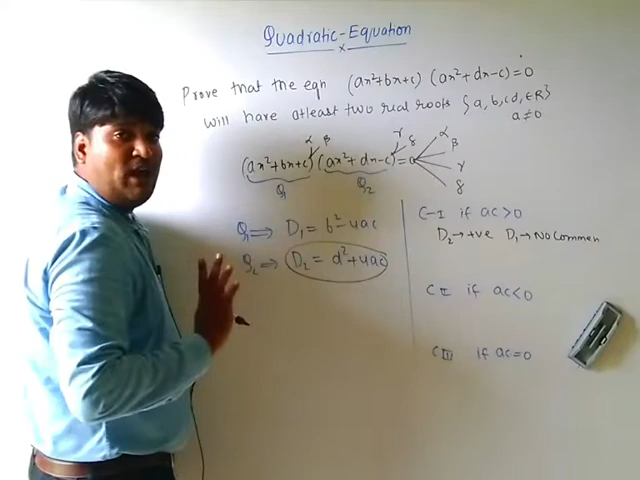 Quadratic-Equation
x
Prove that the eqn (ax²+bx+c) (ax²+dx-c)=0
will have atleast two real roots {a, b, c d, ∈R}
a≠0
α β γ δ
(ax²+bx+c) (ax²+dx-c)=0
α
β
γ
δ
Q₁ Q₂
Q₁ ⇒ D₁ = b²-4ac
Q₂ ⇒ D₂ = d²+4ac
C-I if ac>0
D₂→+ve D₁→No Commen
C II if ac<0
C III if ac=0